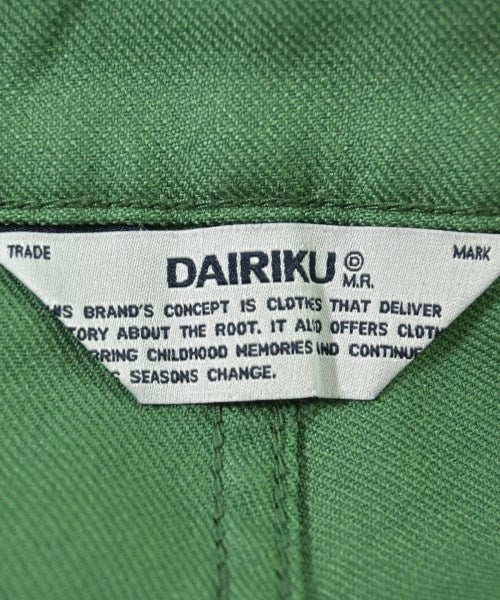 TRADE MARK
DAIRIKU Ⓓ M.R.
BRAND'S CONCEPT IS CLOTHES THAT DELIVER
ABOUT THE ROOT. IT ALSO OFFERS
CHILDHOOD MEMORIES AND
SEASONS CHANGE.